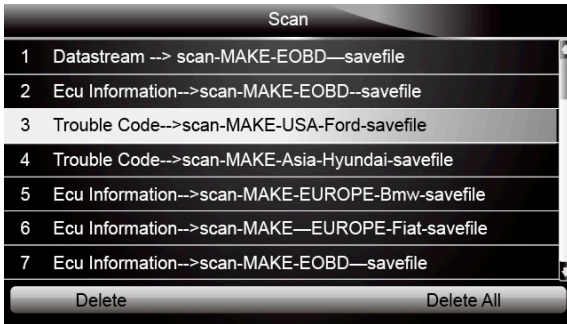 Scan
1 Datastream --> scan-MAKE-EOBD—savefile
2 Ecu Information-->scan-MAKE-EOBD--savefile
3 Trouble Code-->scan-MAKE-USA-Ford-savefile
4 Trouble Code-->scan-MAKE-Asia-Hyundai-savefile
5 Ecu Information-->scan-MAKE-EUROPE-Bmw-savefile
6 Ecu Information-->scan-MAKE—EUROPE-Fiat-savefile
7 Ecu Information-->scan-MAKE-EOBD—savefile
Delete Delete All